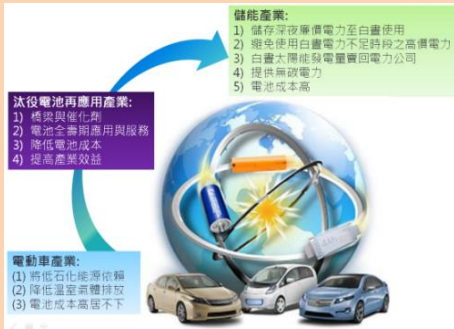 儲能產業:
1) 儲存深夜廉價電力至白晝使用
2) 避免使用白晝電力不足時段之高價電力
3) 白晝太陽能發電量賣回電力公司
4) 提供無碳電力
5) 電池成本高
汰役電池再應用產業:
1) 橋梁與催化劑
2) 電池全壽期應用與服務
3) 降低電池成本
4) 提高產業效益
電動車產業:
(1) 將低石化能源依賴
(2) 降低溫室氣體排放
(3) 電池成本高居不下